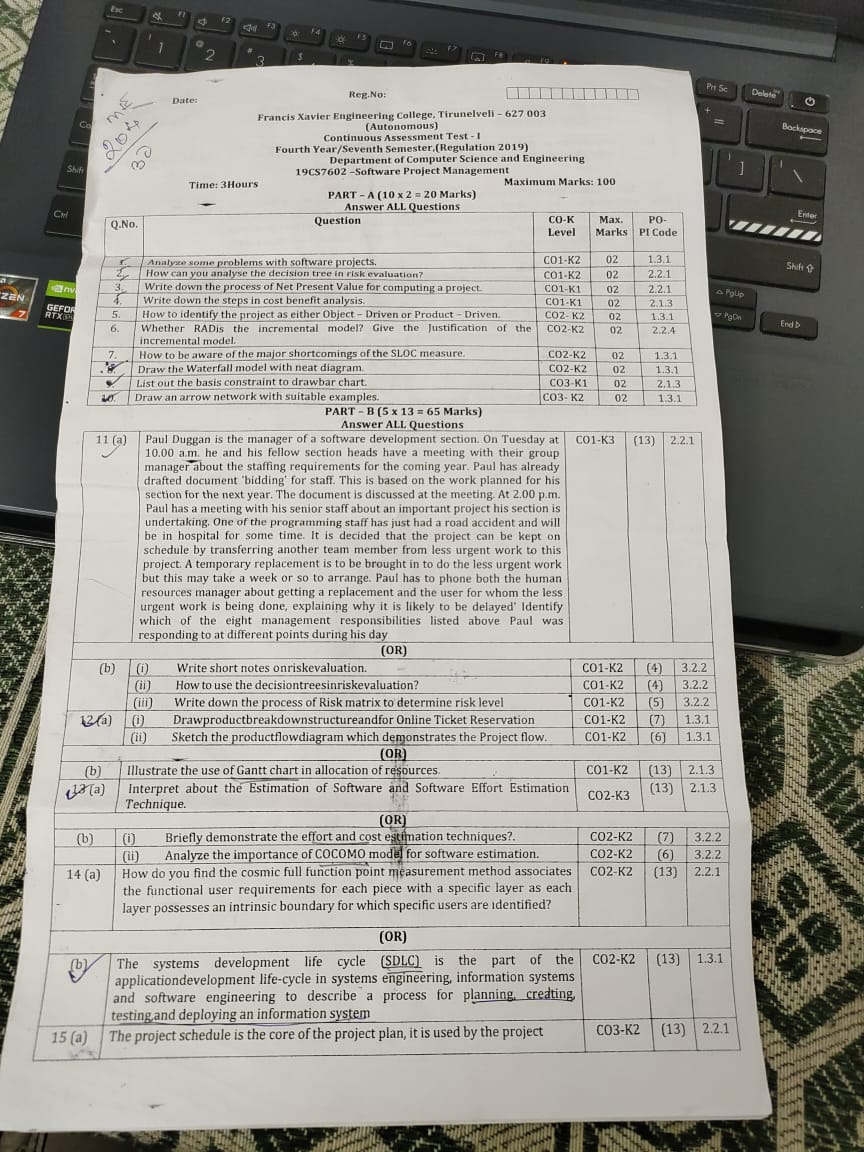 Esc F1 F2 F3 F4 F5 F6 F7 F8 F9
1 2 3 $ %
Prt Sc Delete
Backspace
Enter
Shift
PgUp
PgDn End
Shift
Ctrl
ZEN
7
GEFOR
RTX
20
30
Date:
Reg.No:
Francis Xavier Engineering College, Tirunelveli – 627 003
(Autonomous)
Continuous Assessment Test - I
Fourth Year/Seventh Semester,(Regulation 2019)
Department of Computer Science and Engineering
19CS7602 –Software Project Management
Time: 3Hours Maximum Marks: 100
PART – A (10 x 2 = 20 Marks)
Answer ALL Questions
Q.No. Question CO-K Level Max. Marks PO-PI Code
1. Analyze some problems with software projects. CO1-K2 02 1.3.1
2. How can you analyse the decision tree in risk evaluation? CO1-K2 02 2.2.1
3. Write down the process of Net Present Value for computing a project. CO1-K1 02 2.2.1
4. Write down the steps in cost benefit analysis. CO1-K1 02 2.1.3
5. How to identify the project as either Object – Driven or Product – Driven. CO2- K2 02 1.3.1
6. Whether RADis the incremental model? Give the Justification of the CO2-K2 02 2.2.4
incremental model.
7. How to be aware of the major shortcomings of the SLOC measure. CO2-K2 02 1.3.1
8. Draw the Waterfall model with neat diagram. CO2-K2 02 1.3.1
List out the basis constraint to drawbar chart. CO3-K1 02 2.1.3
10. Draw an arrow network with suitable examples. CO3- K2 02 1.3.1
PART – B (5 x 13 = 65 Marks)
Answer ALL Questions
11 (a) Paul Duggan is the manager of a software development section. On Tuesday at CO1-K3 (13) 2.2.1
10.00 a.m. he and his fellow section heads have a meeting with their group
manager about the staffing requirements for the coming year. Paul has already
drafted document 'bidding' for staff. This is based on the work planned for his
section for the next year. The document is discussed at the meeting. At 2.00 p.m.
Paul has a meeting with his senior staff about an important project his section is
undertaking. One of the programming staff has just had a road accident and will
be in hospital for some time. It is decided that the project can be kept on
schedule by transferring another team member from less urgent work to this
project. A temporary replacement is to be brought in to do the less urgent work
but this may take a week or so to arrange. Paul has to phone both the human
resources manager about getting a replacement and the user for whom the less
urgent work is being done, explaining why it is likely to be delayed' Identify
which of the eight management responsibilities listed above Paul was
responding to at different points during his day
(OR)
(b) (i) Write short notes onriskevaluation. CO1-K2 (4) 3.2.2
(ii) How to use the decisiontreesinriskevaluation? CO1-K2 (4) 3.2.2
(iii) Write down the process of Risk matrix to determine risk level CO1-K2 (5) 3.2.2
12 (a) (i) Drawproductbreakdownstructureandfor Online Ticket Reservation CO1-K2 (7) 1.3.1
(ii) Sketch the productflowdiagram which demonstrates the Project flow. CO1-K2 (6) 1.3.1
(OR)
(b) Illustrate the use of Gantt chart in allocation of resources. CO1-K2 (13) 2.1.3
13 (a) Interpret about the Estimation of Software and Software Effort Estimation CO2-K3 (13) 2.1.3
Technique.
(OR)
(b) (i) Briefly demonstrate the effort and cost estimation techniques?. CO2-K2 (7) 3.2.2
(ii) Analyze the importance of COCOMO model for software estimation. CO2-K2 (6) 3.2.2
14 (a) How do you find the cosmic full function point measurement method associates CO2-K2 (13) 2.2.1
the functional user requirements for each piece with a specific layer as each
layer possesses an intrinsic boundary for which specific users are identified?
(OR)
(b) The systems development life cycle (SDLC) is the part of the CO2-K2 (13) 1.3.1
applicationdevelopment life-cycle in systems engineering, information systems
and software engineering to describe a process for planning, creating,
testing,and deploying an information system
15 (a) The project schedule is the core of the project plan, it is used by the project CO3-K2 (13) 2.2.1